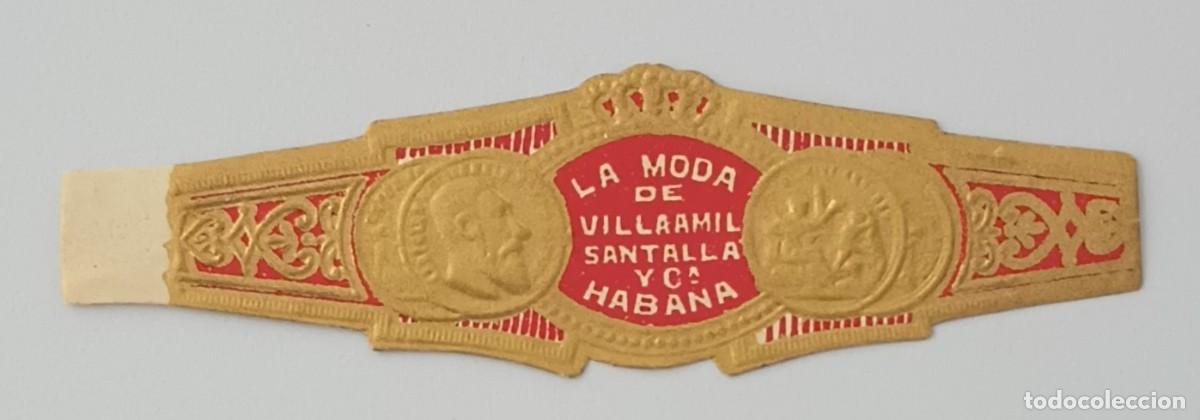 LA MODA
DE
VILLAAMIL
SANTALLA
Y Cª
HABANA
todocoleccion